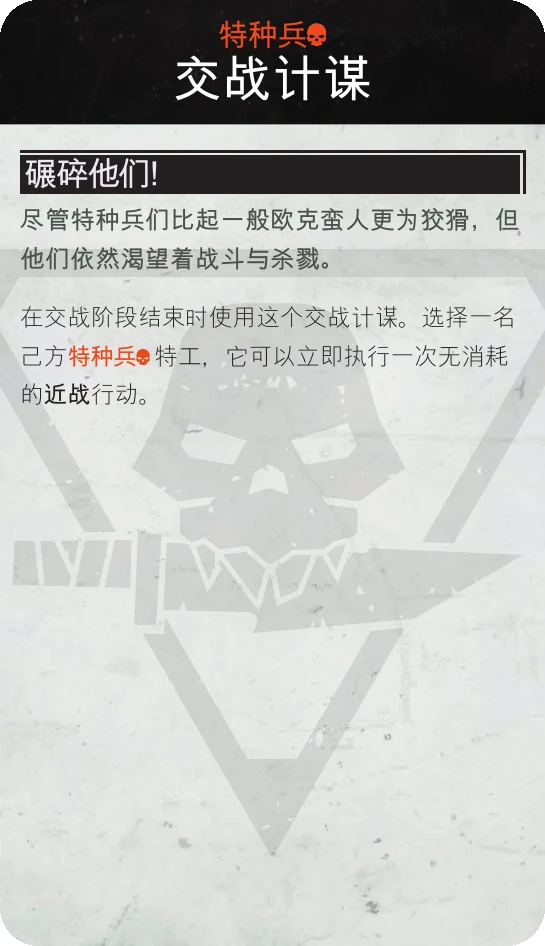 特种兵
交战计谋
碾碎他们!
尽管特种兵们比起一般欧克蛮人更为狡猾，但
他们依然渴望着战斗与杀戮。
在交战阶段结束时使用这个交战计谋。选择一名
己方特种兵 特工，它可以立即执行一次无消耗
的近战行动。